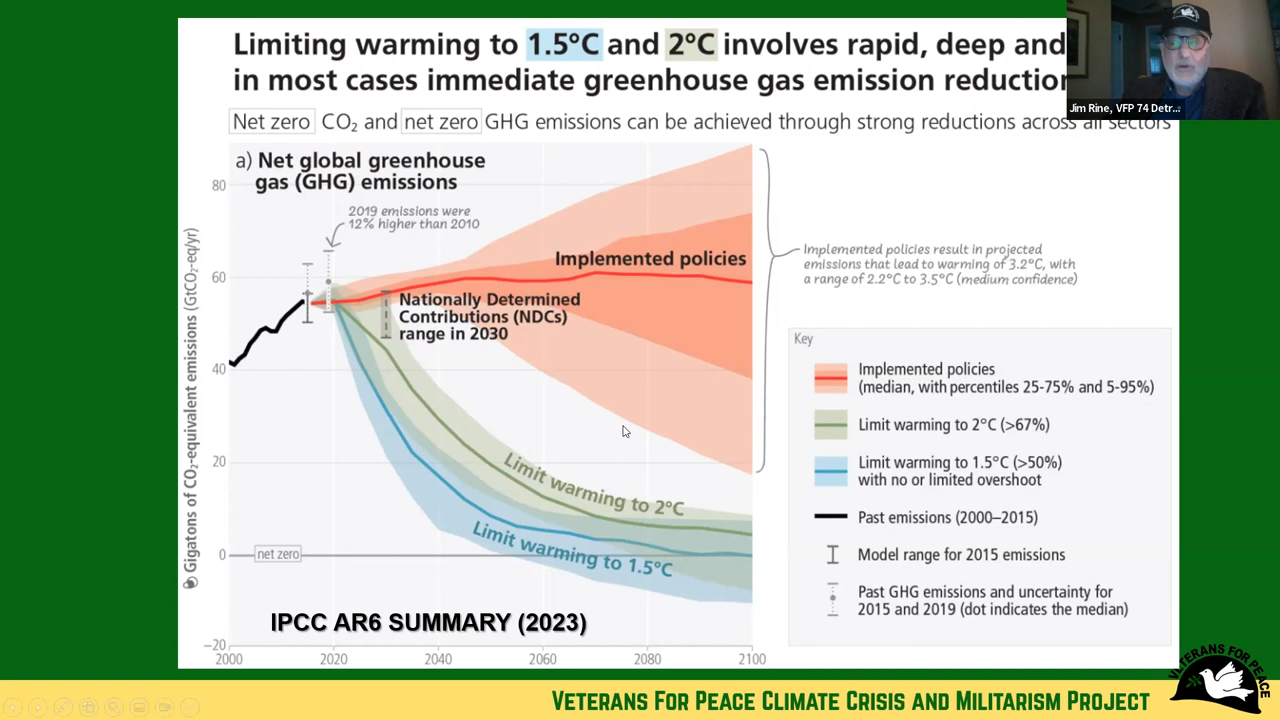 Limiting warming to 1.5°C and 2°C involves rapid, deep and
in most cases immediate greenhouse gas emission
Jim Rine, VFP 74 Detr...
Net zero CO₂ and net zero GHG emissions can be achieved through strong reductions across all sectors
a) Net global greenhouse
gas (GHG) emissions
2019 emissions were
12% higher than 2010
Gigatons of CO₂-equivalent emissions (GtCO₂-eq/yr)
80
60
40
20
0
−20
net zero
Implemented policies
Nationally Determined
Contributions (NDCs)
range in 2030
Limit warming to 2°C
Limit warming to 1.5°C
Implemented policies result in projected
emissions that lead to warming of 3.2°C, with
a range of 2.2°C to 3.5°C (medium confidence)
Key
Implemented policies
(median, with percentiles 25-75% and 5-95%)
Limit warming to 2°C (>67%)
Limit warming to 1.5°C (>50%)
with no or limited overshoot
Past emissions (2000–2015)
Model range for 2015 emissions
Past GHG emissions and uncertainty for
2015 and 2019 (dot indicates the median)
IPCC AR6 SUMMARY (2023)
2000 2020 2040 2060 2080 2100
VETERANS FOR PEACE CLIMATE CRISIS AND MILITARISM PROJECT
VETERANS FOR PEACE